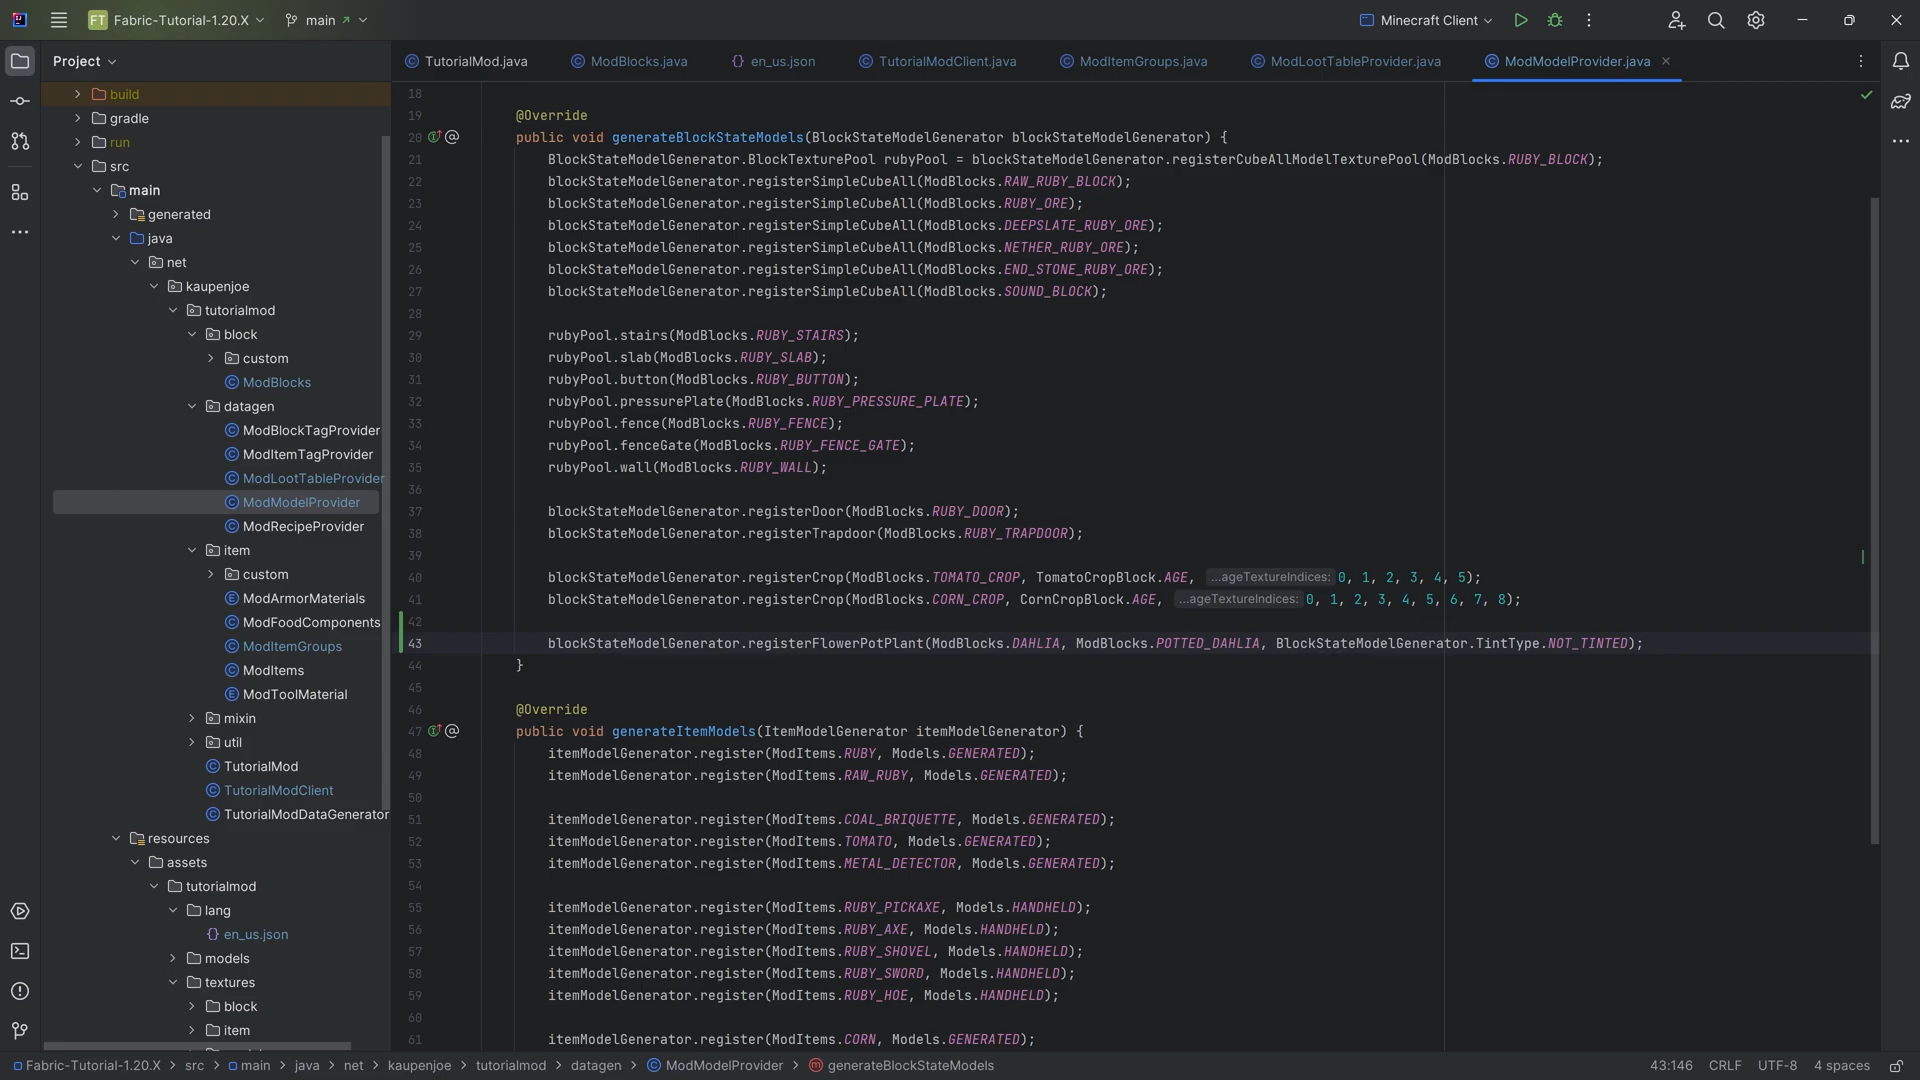 FT Fabric-Tutorial-1.20.X main Minecraft Client
Project
build
gradle
run
src
main
generated
java
net
kaupenjoe
tutorialmod
block
custom
ModBlocks
datagen
ModBlockTagProvider
ModItemTagProvider
ModLootTableProvider
ModModelProvider
ModRecipeProvider
item
custom
ModArmorMaterials
ModFoodComponents
ModItemGroups
ModItems
ModToolMaterial
mixin
util
TutorialMod
TutorialModClient
TutorialModDataGenerator
resources
assets
tutorialmod
lang
{} en_us.json
models
textures
block
item
TutorialMod.java ModBlocks.java {} en_us.json TutorialModClient.java ModItemGroups.java ModLootTableProvider.java ModModelProvider.java
18
19 @Override
20 public void generateBlockStateModels(BlockStateModelGenerator blockStateModelGenerator) {
21 BlockStateModelGenerator.BlockTexturePool rubyPool = blockStateModelGenerator.registerCubeAllModelTexturePool(ModBlocks.RUBY_BLOCK);
22 blockStateModelGenerator.registerSimpleCubeAll(ModBlocks.RAW_RUBY_BLOCK);
23 blockStateModelGenerator.registerSimpleCubeAll(ModBlocks.RUBY_ORE);
24 blockStateModelGenerator.registerSimpleCubeAll(ModBlocks.DEEPSLATE_RUBY_ORE);
25 blockStateModelGenerator.registerSimpleCubeAll(ModBlocks.NETHER_RUBY_ORE);
26 blockStateModelGenerator.registerSimpleCubeAll(ModBlocks.END_STONE_RUBY_ORE);
27 blockStateModelGenerator.registerSimpleCubeAll(ModBlocks.SOUND_BLOCK);
28
29 rubyPool.stairs(ModBlocks.RUBY_STAIRS);
30 rubyPool.slab(ModBlocks.RUBY_SLAB);
31 rubyPool.button(ModBlocks.RUBY_BUTTON);
32 rubyPool.pressurePlate(ModBlocks.RUBY_PRESSURE_PLATE);
33 rubyPool.fence(ModBlocks.RUBY_FENCE);
34 rubyPool.fenceGate(ModBlocks.RUBY_FENCE_GATE);
35 rubyPool.wall(ModBlocks.RUBY_WALL);
36
37 blockStateModelGenerator.registerDoor(ModBlocks.RUBY_DOOR);
38 blockStateModelGenerator.registerTrapdoor(ModBlocks.RUBY_TRAPDOOR);
39
40 blockStateModelGenerator.registerCrop(ModBlocks.TOMATO_CROP, TomatoCropBlock.AGE, ...ageTextureIndices: 0, 1, 2, 3, 4, 5);
41 blockStateModelGenerator.registerCrop(ModBlocks.CORN_CROP, CornCropBlock.AGE, ...ageTextureIndices: 0, 1, 2, 3, 4, 5, 6, 7, 8);
42
43 blockStateModelGenerator.registerFlowerPotPlant(ModBlocks.DAHLIA, ModBlocks.POTTED_DAHLIA, BlockStateModelGenerator.TintType.NOT_TINTED);
44 }
45
46 @Override
47 public void generateItemModels(ItemModelGenerator itemModelGenerator) {
48 itemModelGenerator.register(ModItems.RUBY, Models.GENERATED);
49 itemModelGenerator.register(ModItems.RAW_RUBY, Models.GENERATED);
50
51 itemModelGenerator.register(ModItems.COAL_BRIQUETTE, Models.GENERATED);
52 itemModelGenerator.register(ModItems.TOMATO, Models.GENERATED);
53 itemModelGenerator.register(ModItems.METAL_DETECTOR, Models.GENERATED);
54
55 itemModelGenerator.register(ModItems.RUBY_PICKAXE, Models.HANDHELD);
56 itemModelGenerator.register(ModItems.RUBY_AXE, Models.HANDHELD);
57 itemModelGenerator.register(ModItems.RUBY_SHOVEL, Models.HANDHELD);
58 itemModelGenerator.register(ModItems.RUBY_SWORD, Models.HANDHELD);
59 itemModelGenerator.register(ModItems.RUBY_HOE, Models.HANDHELD);
60
61 itemModelGenerator.register(ModItems.CORN, Models.GENERATED);
Fabric-Tutorial-1.20.X > src > main > java > net > kaupenjoe > tutorialmod > datagen > ModModelProvider > generateBlockStateModels 43:146 CRLF UTF-8 4 spaces